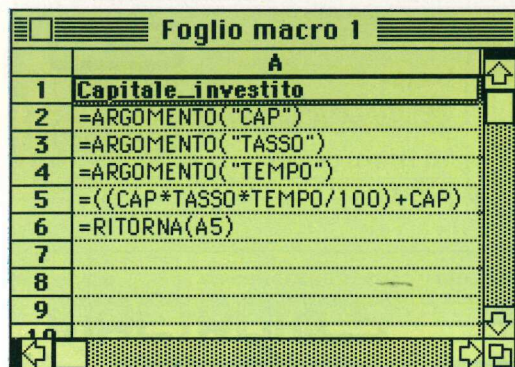 Foglio macro 1
A
1 Capitale_investito
2 =ARGOMENTO("CAP")
3 =ARGOMENTO("TASSO")
4 =ARGOMENTO("TEMPO")
5 =((CAP*TASSO*TEMPO/100)+CAP)
6 =RITORNA(A5)
7
8
9
10